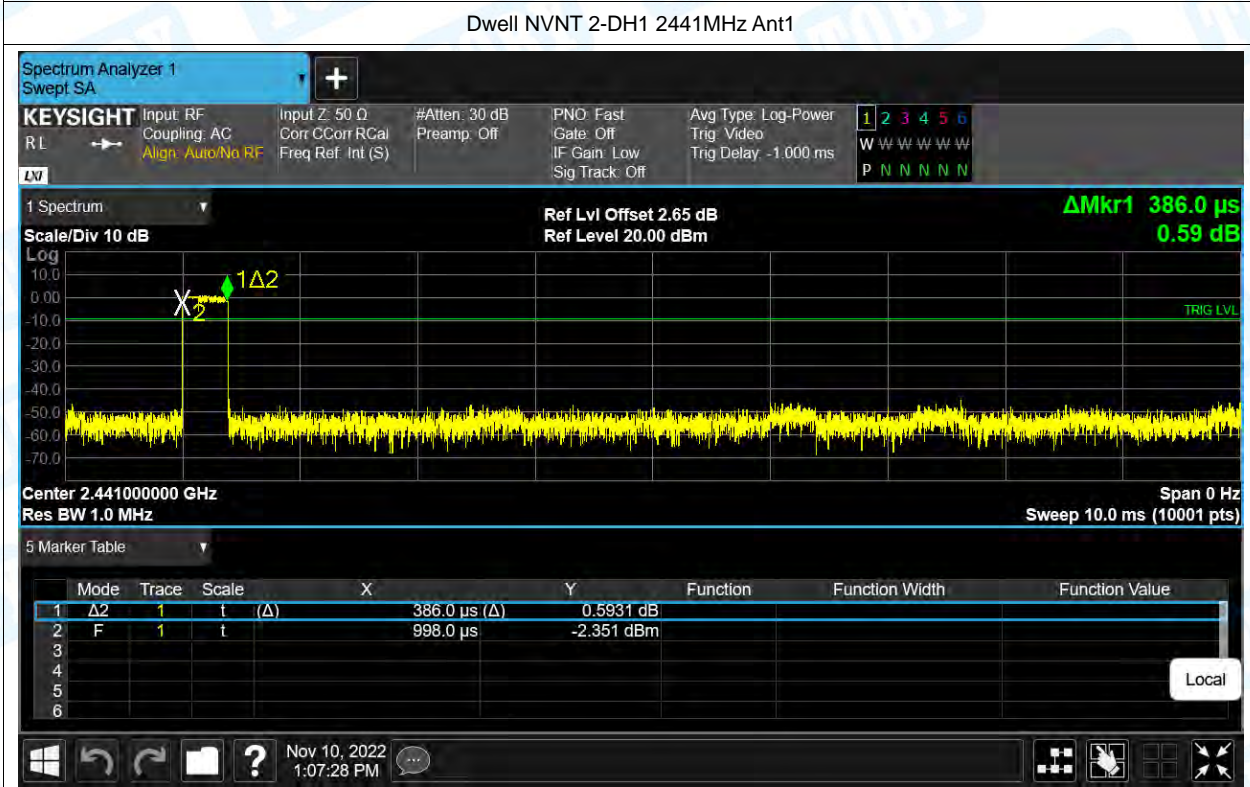 Dwell NVNT 2-DH1 2441MHz Ant1
Spectrum Analyzer 1
Swept SA
+
KEYSIGHT Input: RF Input Z: 50 Ω #Atten: 30 dB PNO: Fast Avg Type: Log-Power 1 2 3 4 5 6
RL Coupling: AC Corr CCorr RCal Preamp: Off Gate: Off Trig: Video W W W W W W
Align: Auto/No RF Freq Ref: Int (S) IF Gain: Low Trig Delay: -1.000 ms P N N N N N
LXI Sig Track: Off
1 Spectrum Ref Lvl Offset 2.65 dB ΔMkr1 386.0 µs
Scale/Div 10 dB Ref Level 20.00 dBm 0.59 dB
Log
10.0
1Δ2
0.00
2
TRIG LVL
-10.0
-20.0
-30.0
-40.0
-50.0
-60.0
-70.0
Center 2.441000000 GHz Span 0 Hz
Res BW 1.0 MHz Sweep 10.0 ms (10001 pts)
5 Marker Table
Mode Trace Scale X Y Function Function Width Function Value
1 Δ2 1 t (Δ) 386.0 µs (Δ) 0.5931 dB
2 F 1 t 998.0 µs -2.351 dBm
3
4
5
6
Local
? Nov 10, 2022
1:07:28 PM